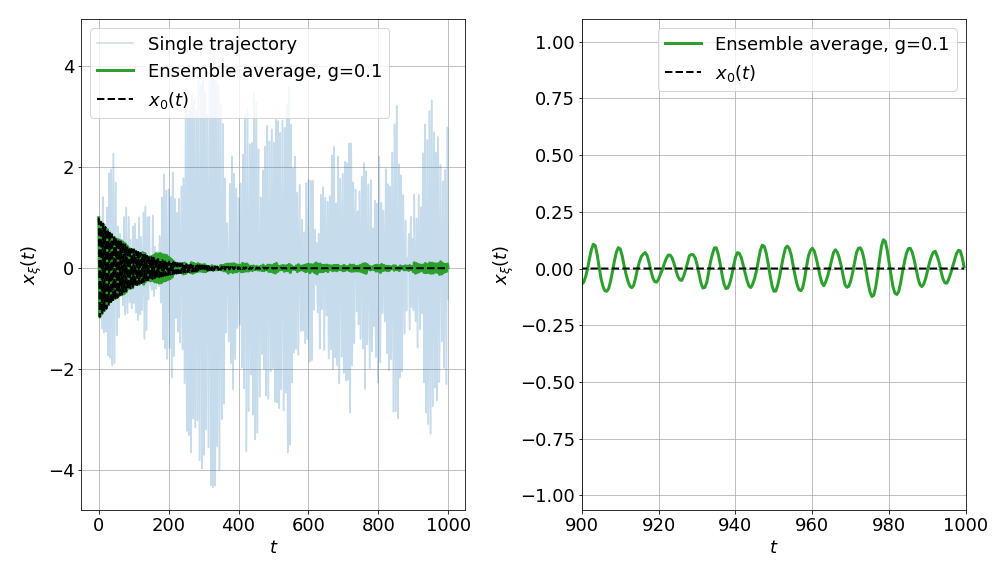 Single trajectory
Ensemble average, g=0.1
x₀(t)
4
2
0
−2
−4
0 200 400 600 800 1000
t
x_ξ(t)
Ensemble average, g=0.1
x₀(t)
1.00
0.75
0.50
0.25
0.00
−0.25
−0.50
−0.75
−1.00
900 920 940 960 980 1000
t
x_ξ(t)